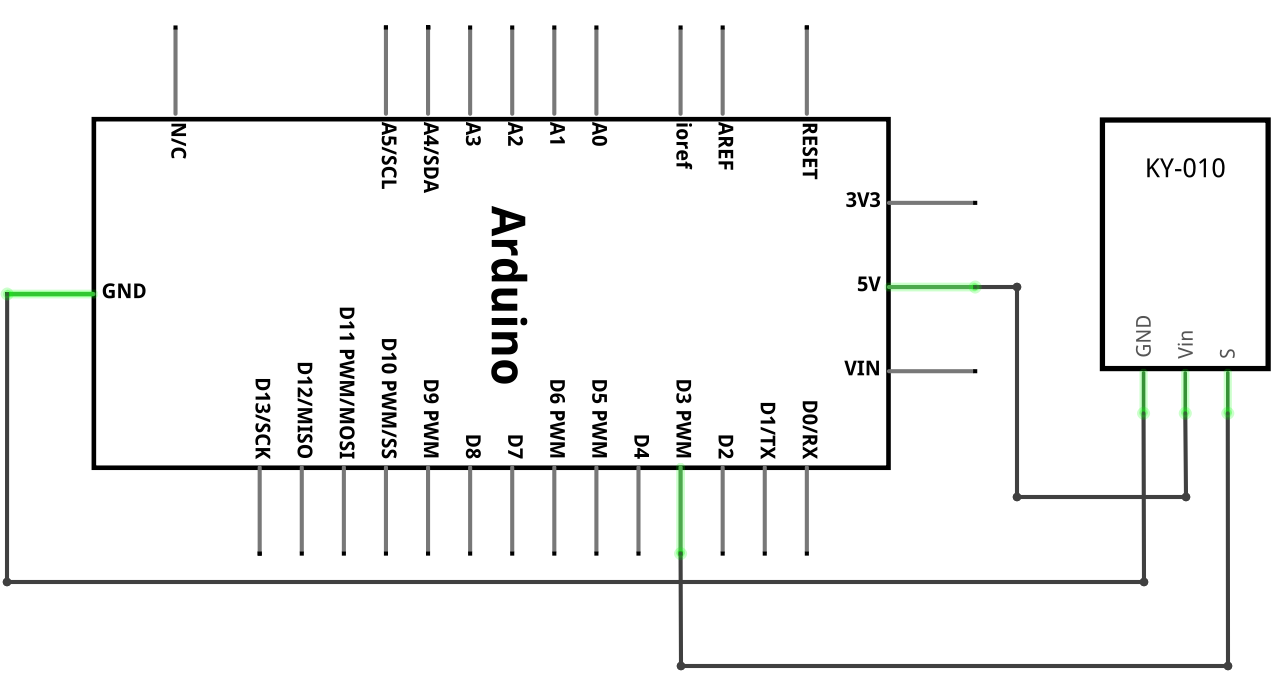 N/C
A5/SCL
A4/SDA
A3
A2
A1
A0
ioref
AREF
RESET
KY-010
3V3
Arduino
5V
GND
VIN
GND
Vin
S
D13/SCK
D12/MISO
D11 PWM/MOSI
D10 PWM/SS
D9 PWM
D8
D7
D6 PWM
D5 PWM
D4
D3 PWM
D2
D1/TX
D0/RX